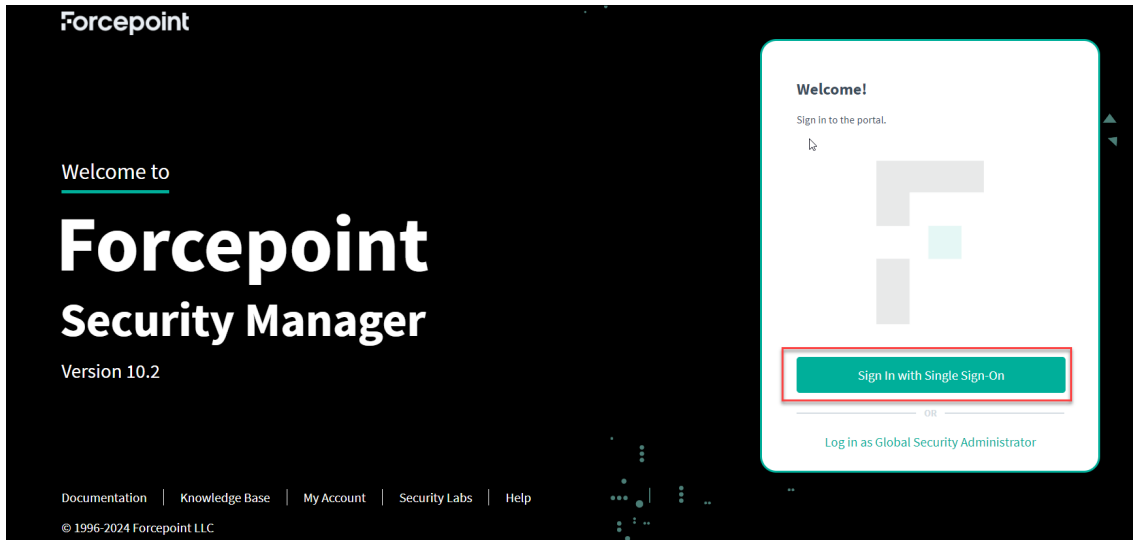 Forcepoint
Welcome to
Forcepoint
Security Manager
Version 10.2
Documentation | Knowledge Base | My Account | Security Labs | Help
© 1996-2024 Forcepoint LLC
Welcome!
Sign in to the portal.
Sign In with Single Sign-On
OR
Log in as Global Security Administrator